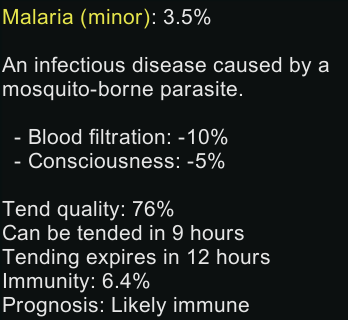 Malaria (minor): 3.5%
An infectious disease caused by a
mosquito-borne parasite.
- Blood filtration: -10%
- Consciousness: -5%
Tend quality: 76%
Can be tended in 9 hours
Tending expires in 12 hours
Immunity: 6.4%
Prognosis: Likely immune